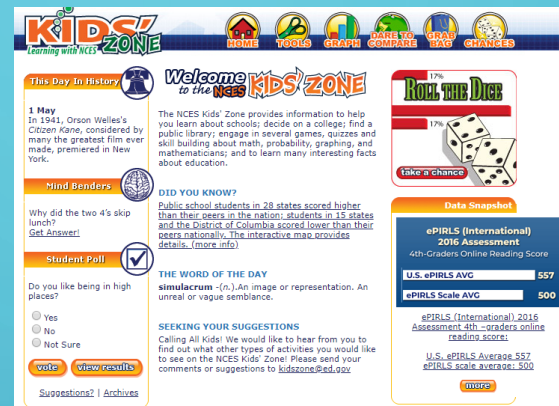 KIDS' ZONE
Learning with NCES
HOME
TOOLS
GRAPH
DARE TO COMPARE
GRAB BAG
CHANCES
This Day In History
1 May
In 1941, Orson Welles's
Citizen Kane, considered by
many the greatest film ever
made, premiered in New
York.
Mind Benders
Why did the two 4's skip
lunch?
Get Answer!
Student Poll
Do you like being in high
places?
Yes
No
Not Sure
vote
view results
Suggestions? | Archives
Welcome
to the NCES KIDS' ZONE
The NCES Kids' Zone provides information to help
you learn about schools; decide on a college; find a
public library; engage in several games, quizzes and
skill building about math, probability, graphing, and
mathematicians; and to learn many interesting facts
about education.
DID YOU KNOW?
Public school students in 28 states scored higher
than their peers in the nation; students in 15 states
and the District of Columbia scored lower than their
peers nationally. The interactive map provides
details. (more info)
THE WORD OF THE DAY
simulacrum -(n.).An image or representation. An
unreal or vague semblance.
SEEKING YOUR SUGGESTIONS
Calling All Kids! We would like to hear from you to
find out what other types of activities you would like
to see on the NCES Kids' Zone! Please send your
comments or suggestions to kidszone@ed.gov
17%
ROLL THE DICE
17%
take a chance
Data Snapshot
ePIRLS (International)
2016 Assessment
4th-Graders Online Reading Score
U.S. ePIRLS AVG 557
ePIRLS Scale AVG 500
ePIRLS (International) 2016
Assessment 4th -graders online
reading score:
U.S. ePIRLS Average 557
ePIRLS scale average: 500
more